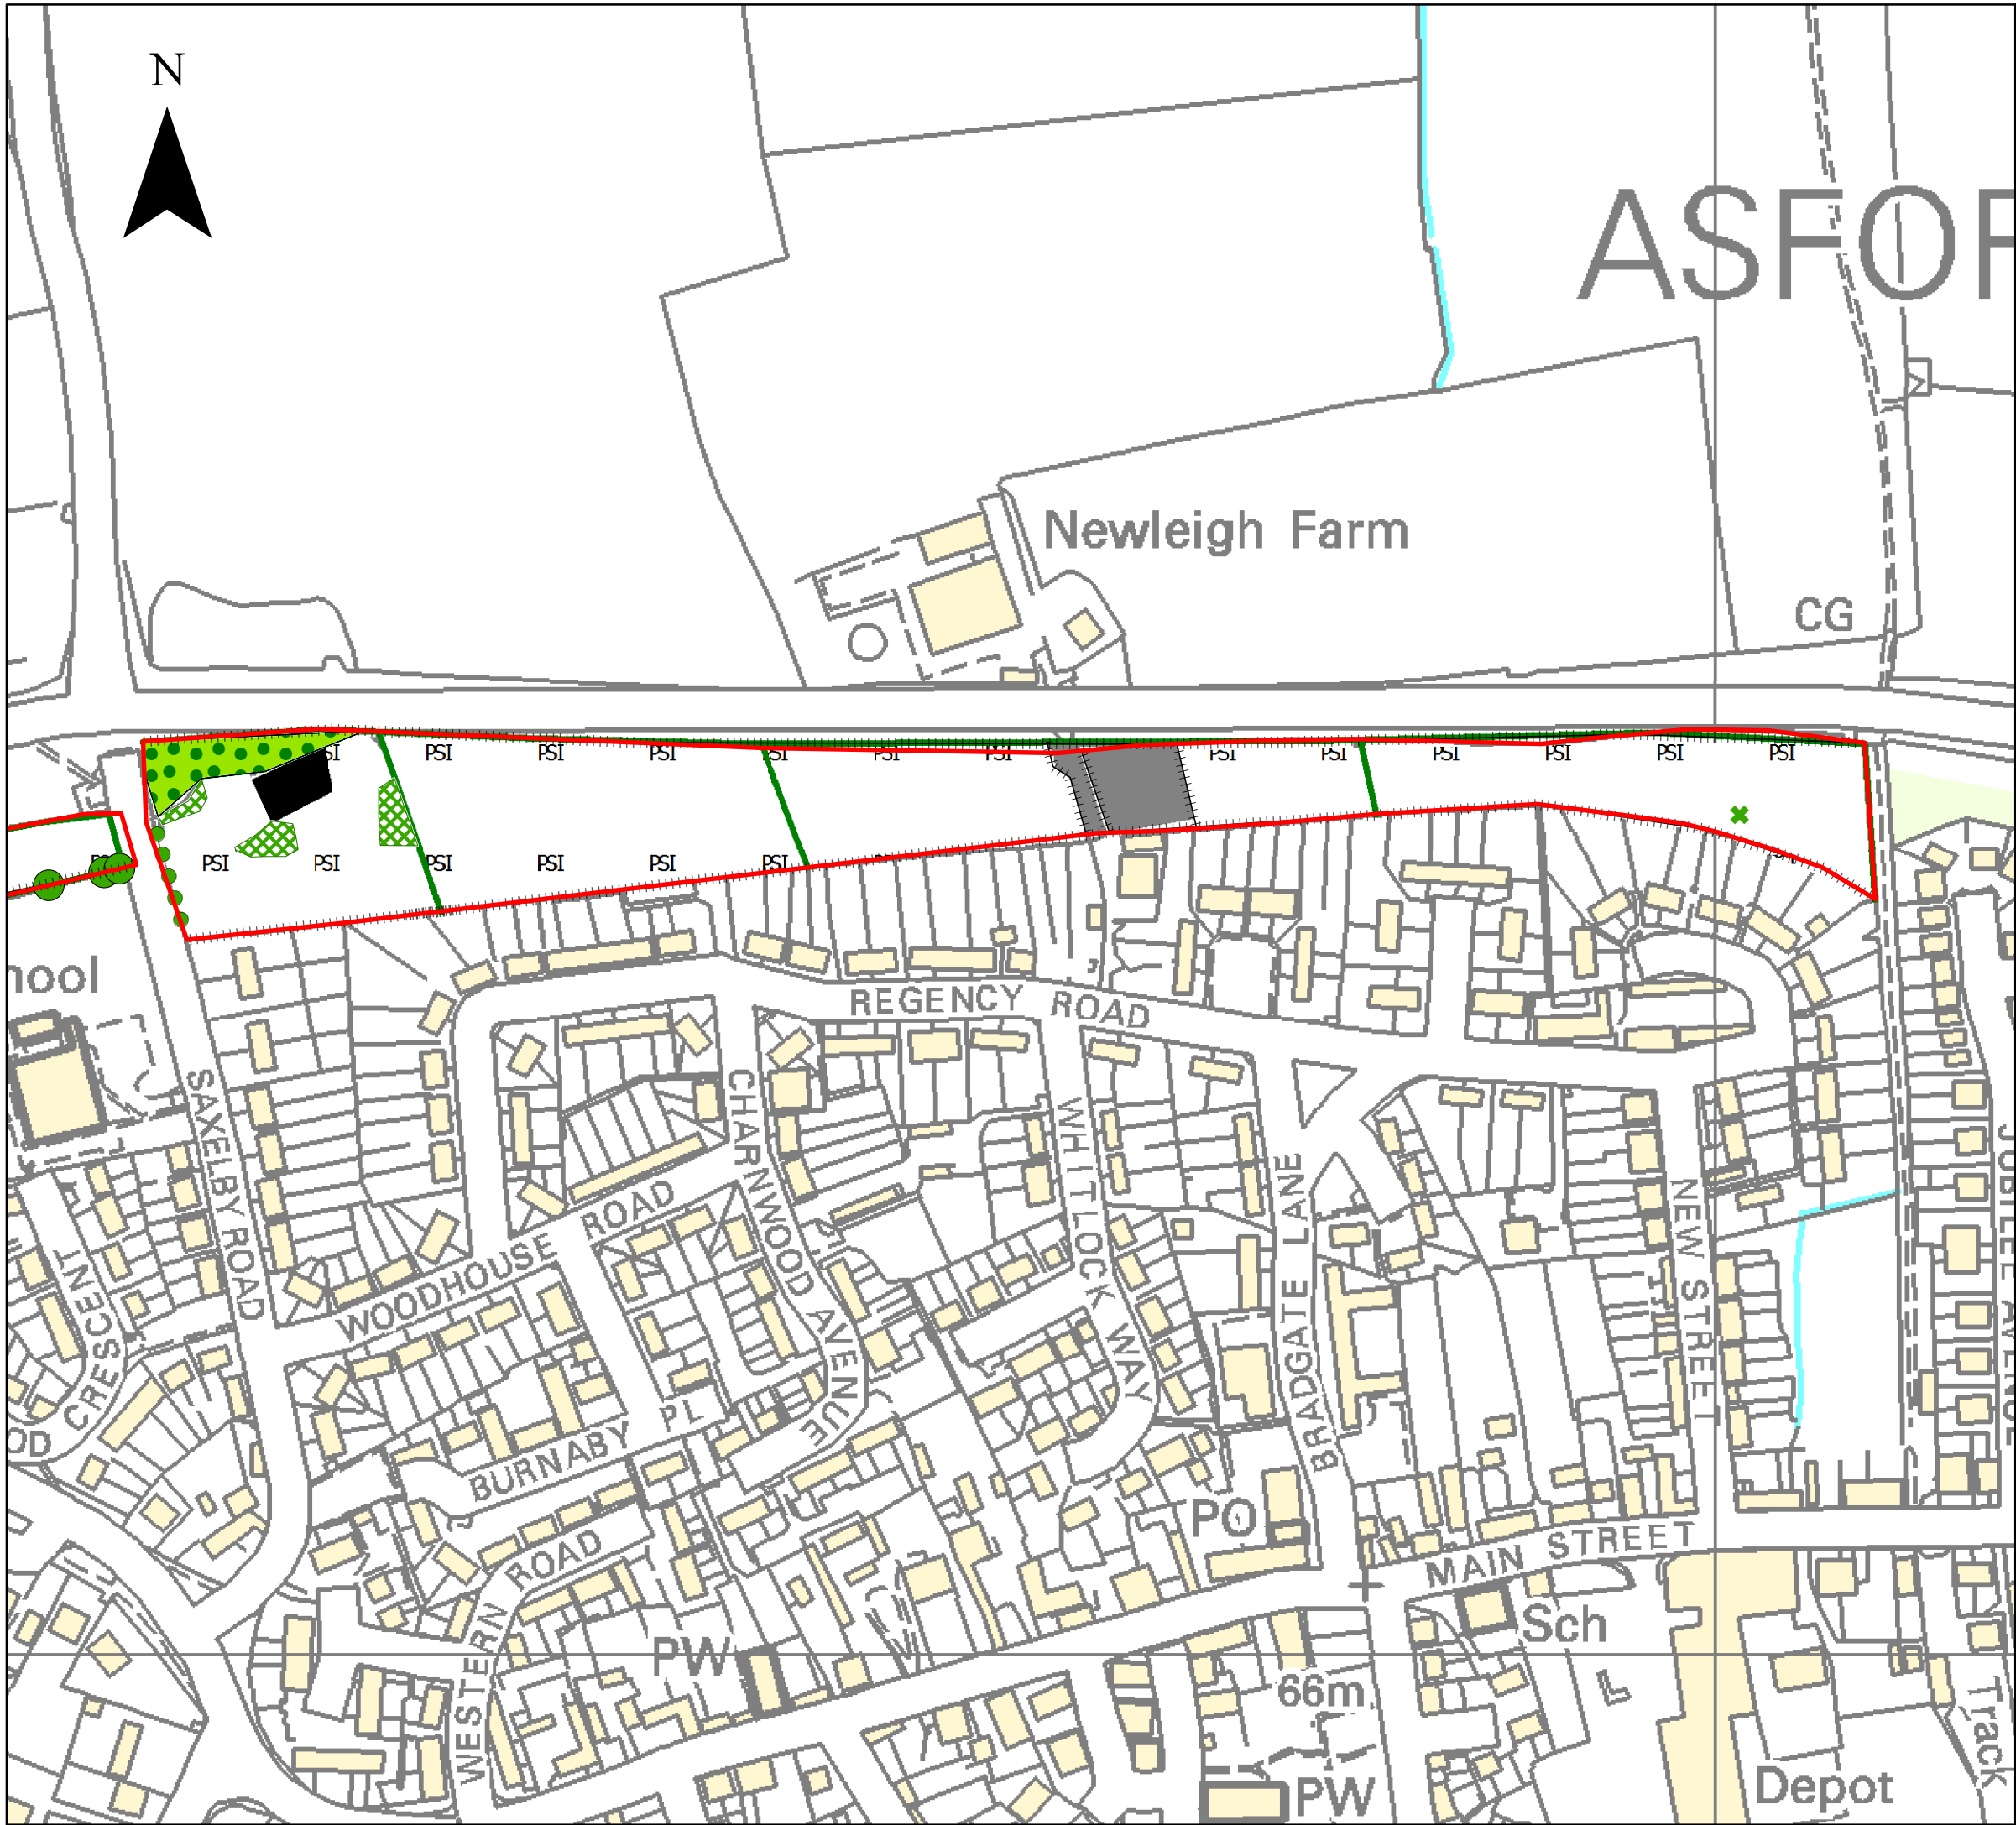 N
ASFOR
Newleigh Farm
CG
PSI PSI PSI PSI PSI PSI PSI PSI PSI PSI PSI PSI PSI
PSI PSI PSI PSI PSI PSI
hool
REGENCY ROAD
SAXELBY ROAD
CHARNWOOD AVENUE
WHITLOCK WAY
WOODHOUSE ROAD
BRADGATE LANE
NEW STREET
JUBILEE AVENUE
CRESCENT
OD
BURNABY PL
WESTERN ROAD
PO
MAIN STREET
Sch
PW
66m
PW
Depot
Track